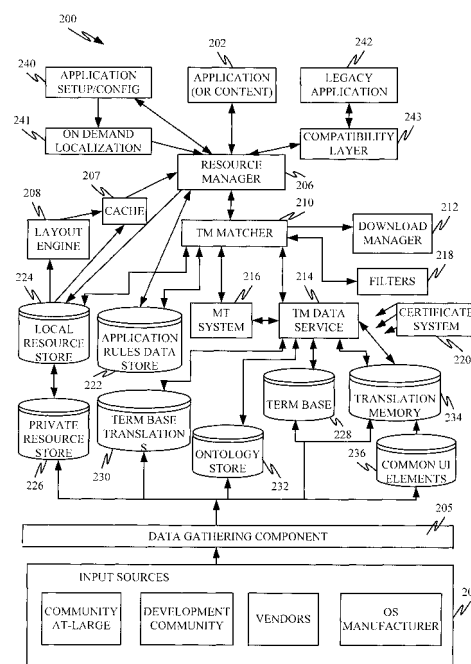 200
240
202
242
APPLICATION
SETUP/CONFIG
APPLICATION
(OR CONTENT)
LEGACY
APPLICATION
241
243
ON DEMAND
LOCALIZATION
COMPATIBILITY
LAYER
207
RESOURCE
MANAGER
206
208
CACHE
210
212
LAYOUT
ENGINE
TM MATCHER
DOWNLOAD
MANAGER
218
224
216
214
FILTERS
MT
SYSTEM
TM DATA
SERVICE
CERTIFICATE
SYSTEM
220
LOCAL
RESOURCE
STORE
APPLICATION
RULES DATA
STORE
222
TERM BASE
TRANSLATION
MEMORY
234
PRIVATE
RESOURCE
STORE
TERM BASE
TRANSLATION
S
228
226
230
ONTOLOGY
STORE
232
236
COMMON UI
ELEMENTS
205
DATA GATHERING COMPONENT
INPUT SOURCES
COMMUNITY
AT-LARGE
DEVELOPMENT
COMMUNITY
VENDORS
OS
MANUFACTURER